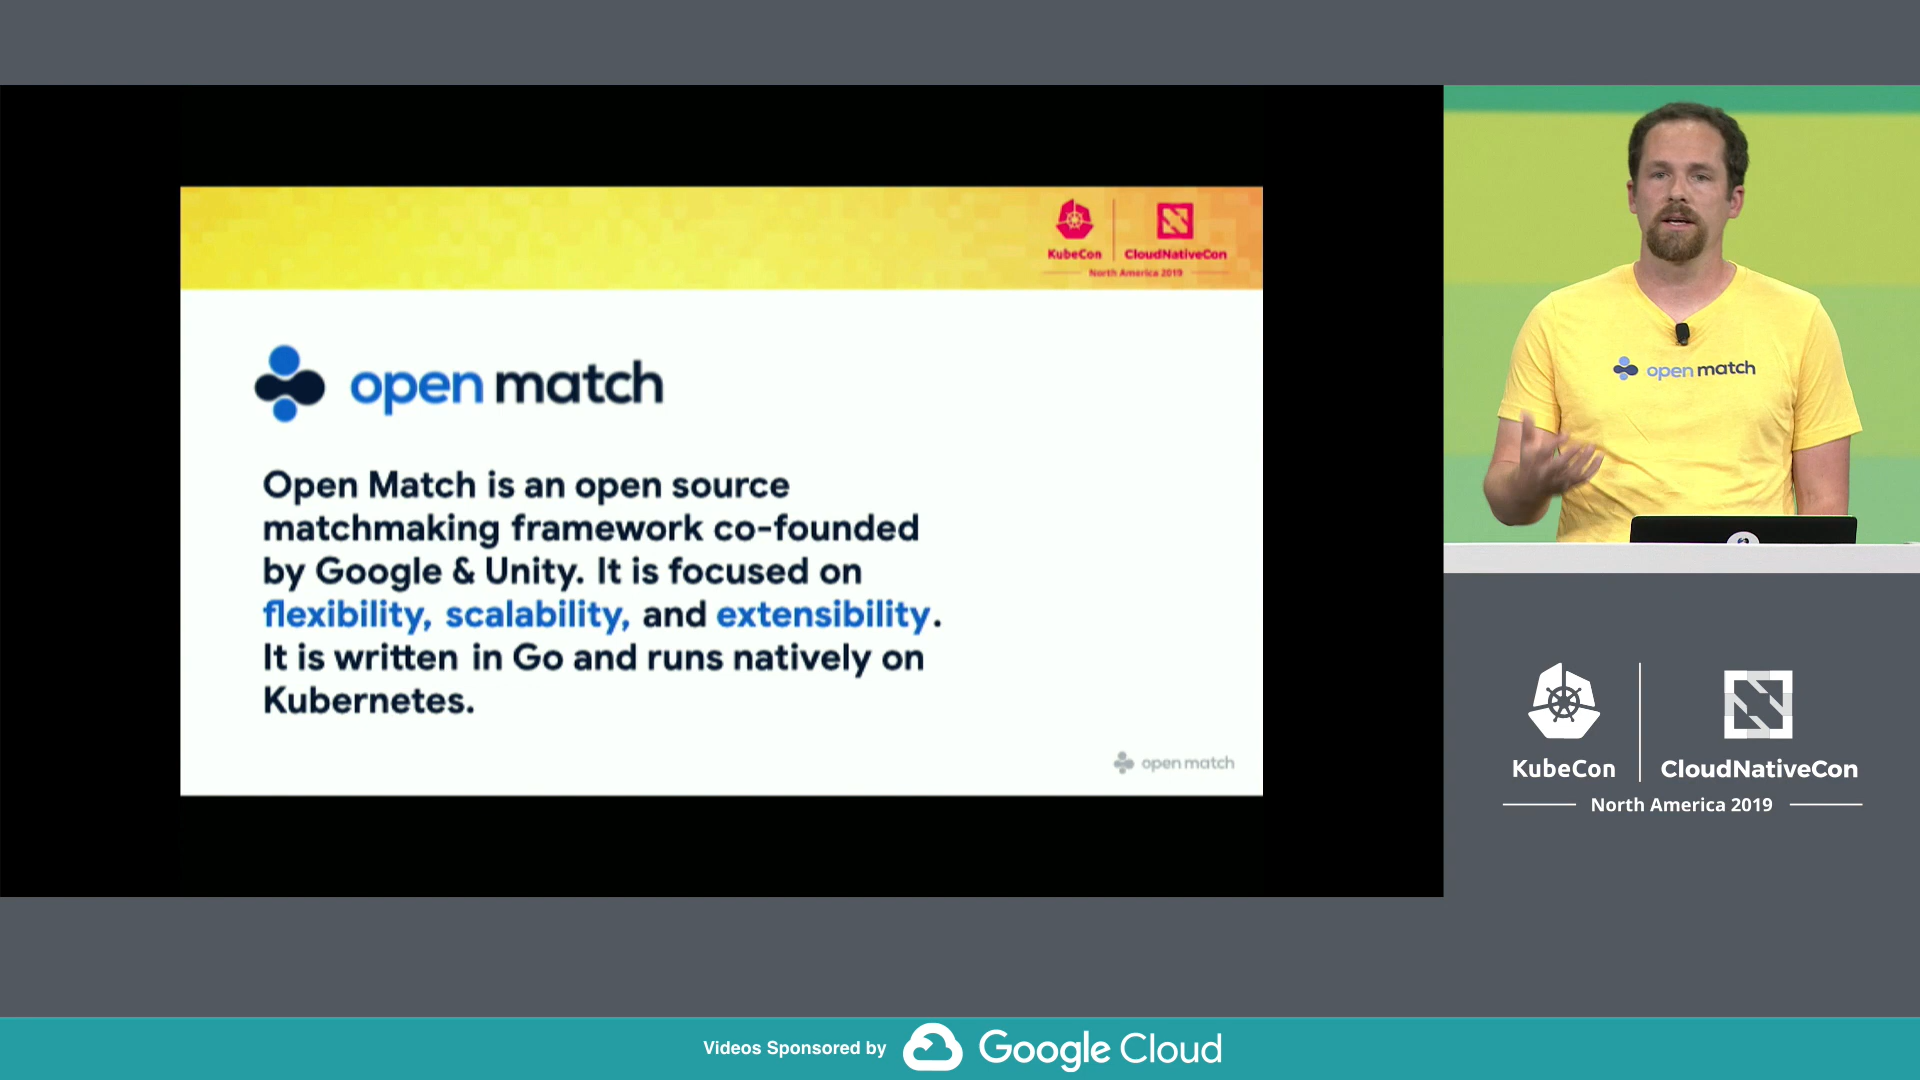 KubeCon
CloudNativeCon
North America 2019
open match
Open Match is an open source
matchmaking framework co-founded
by Google & Unity. It is focused on
flexibility, scalability, and extensibility.
It is written in Go and runs natively on
Kubernetes.
open match
open match
KubeCon
CloudNativeCon
North America 2019
Videos Sponsored by Google Cloud